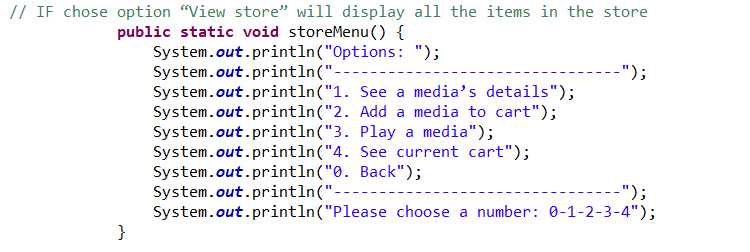 // IF chose option “View store” will display all the items in the store
public static void storeMenu() {
System.out.println("Options: ");
System.out.println("--------------------------------");
System.out.println("1. See a media’s details");
System.out.println("2. Add a media to cart");
System.out.println("3. Play a media");
System.out.println("4. See current cart");
System.out.println("0. Back");
System.out.println("--------------------------------");
System.out.println("Please choose a number: 0-1-2-3-4");
}